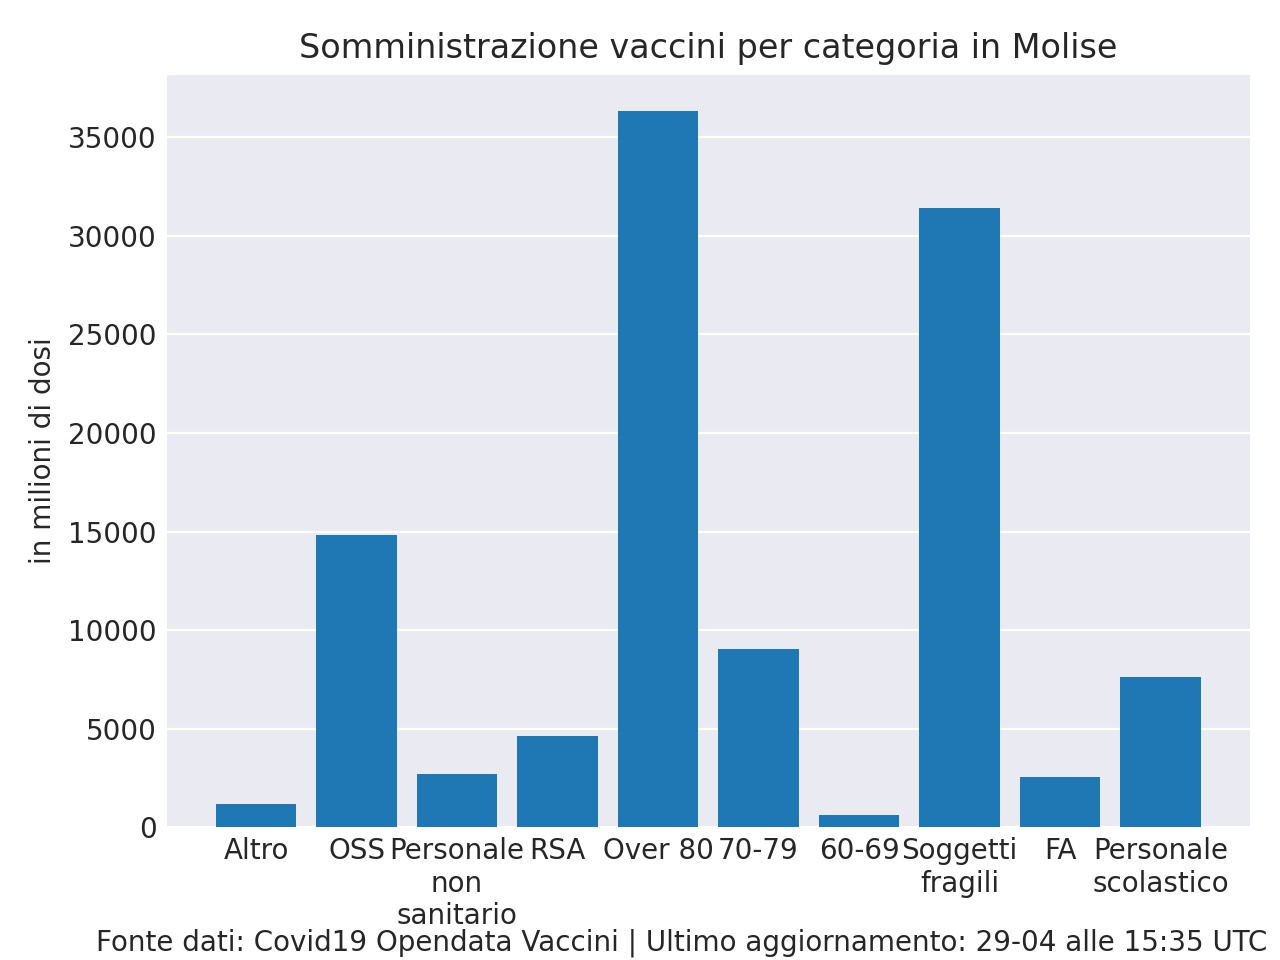 Somministrazione vaccini per categoria in Molise
in milioni di dosi
35000
30000
25000
20000
15000
10000
5000
0
Altro
OSS
Personale
non
sanitario
RSA
Over 80
70-79
60-69
Soggetti
fragili
FA
Personale
scolastico
Fonte dati: Covid19 Opendata Vaccini | Ultimo aggiornamento: 29-04 alle 15:35 UTC